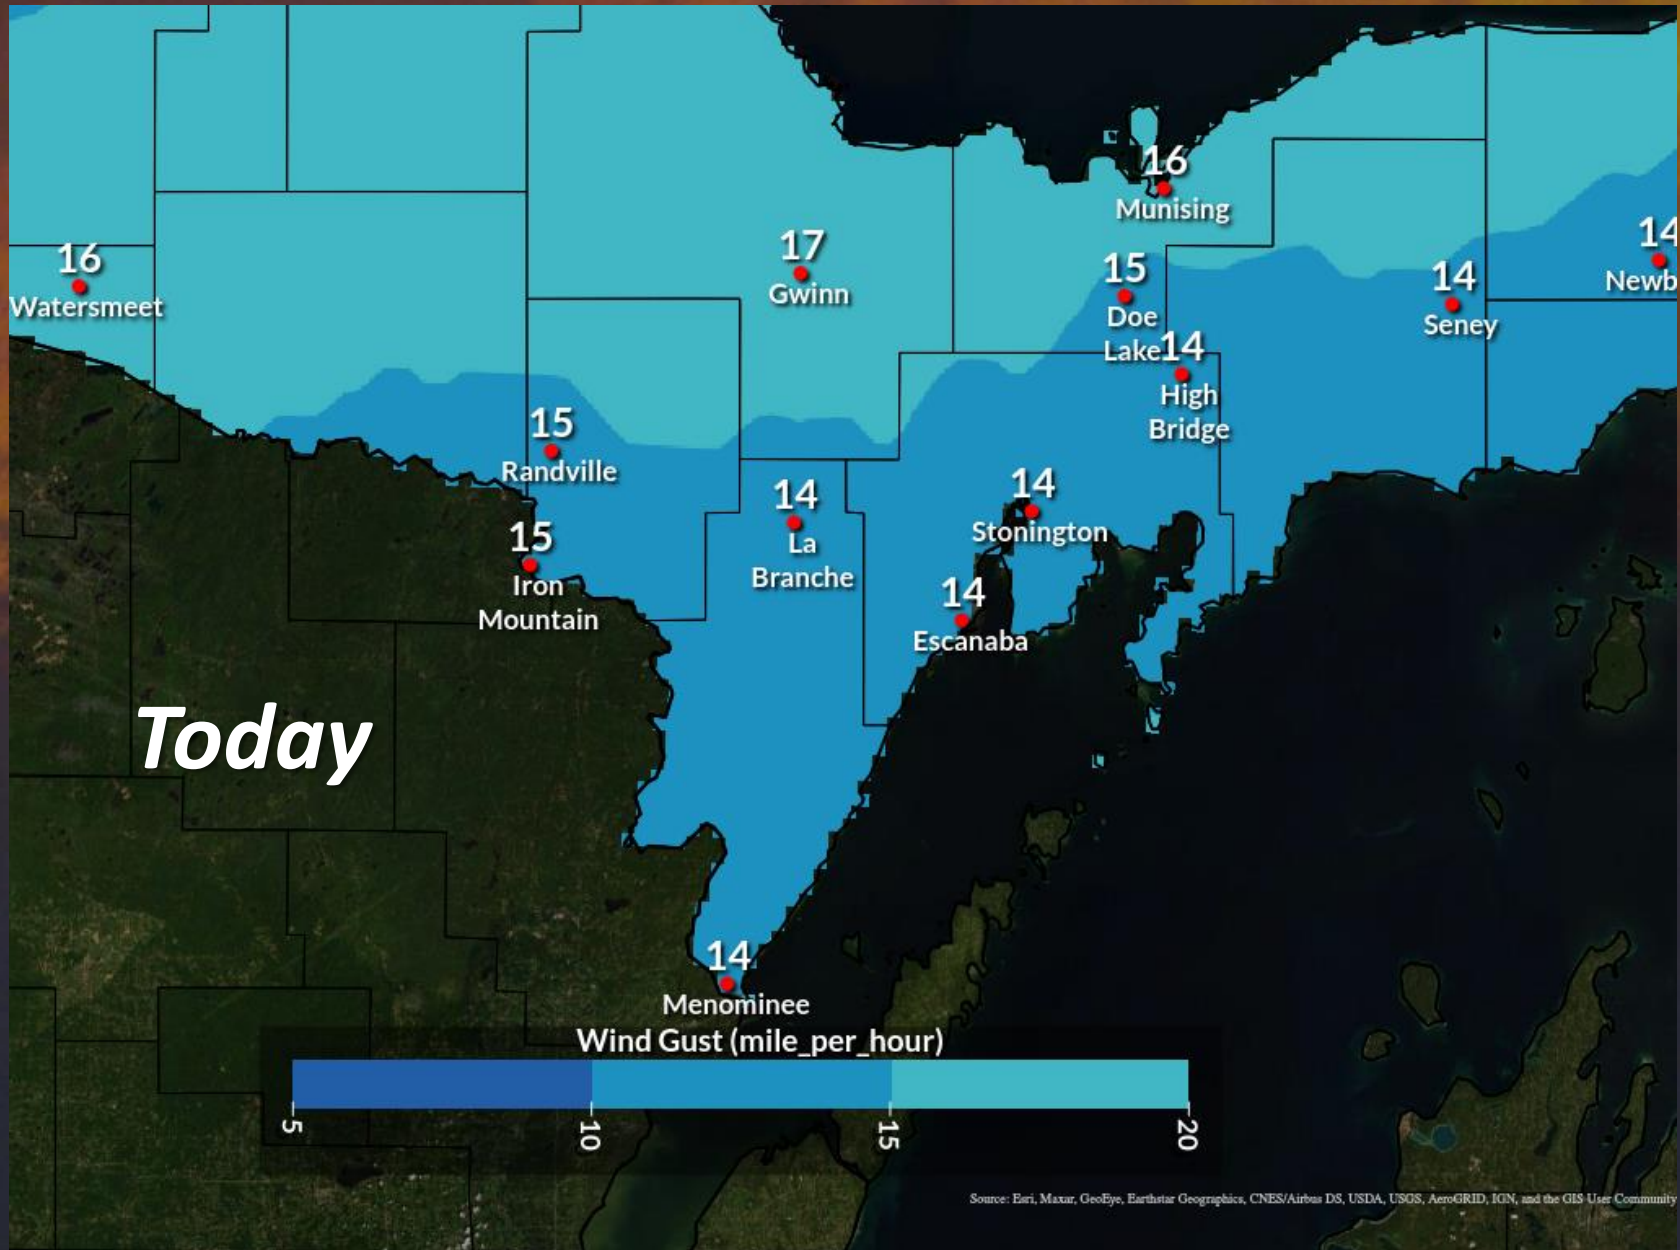 16
Munising
16
Watersmeet
17
Gwinn
15
Doe
Lake
14
High
Bridge
14
Seney
14
Newb
15
Randville
15
Iron
Mountain
14
La
Branche
14
Stonington
14
Escanaba
Today
14
Menominee
Wind Gust (mile_per_hour)
5
10
15
20
Source: Esri, Maxar, GeoEye, Earthstar Geographics, CNES/Airbus DS, USDA, USGS, AeroGRID, IGN, and the GIS User Community